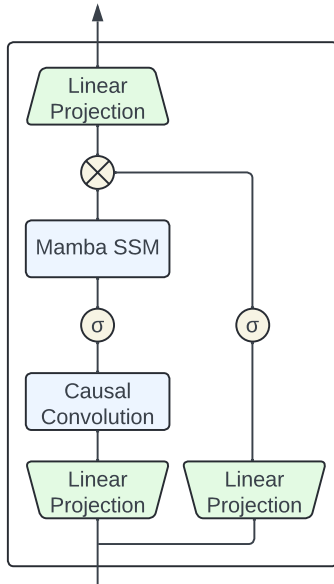 Linear
Projection
Mamba SSM
σ
σ
Causal
Convolution
Linear
Projection
Linear
Projection